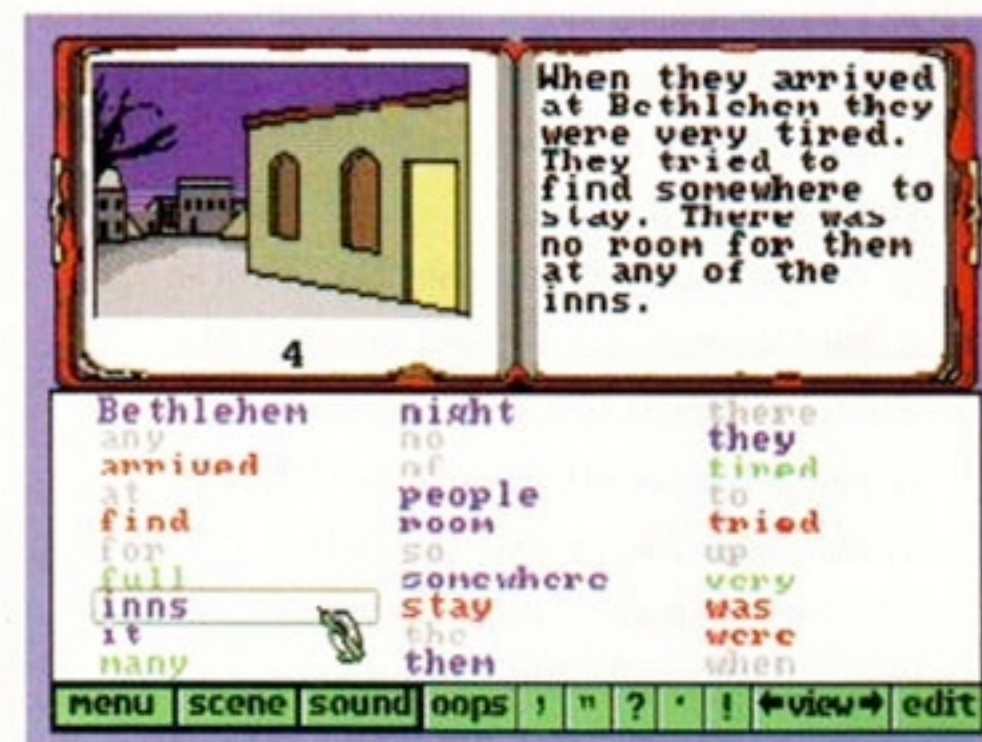 When they arrived
at Bethlehem they
were very tired.
They tried to
find somewhere to
stay. There was
no room for them
at any of the
inns.
4
Bethlehem night there
any no they
arrived of tired
at people to
find room tried
for so up
full somewhere very
inns stay was
it the were
many them when
menu scene sound oops , " ? . ! ←view→ edit